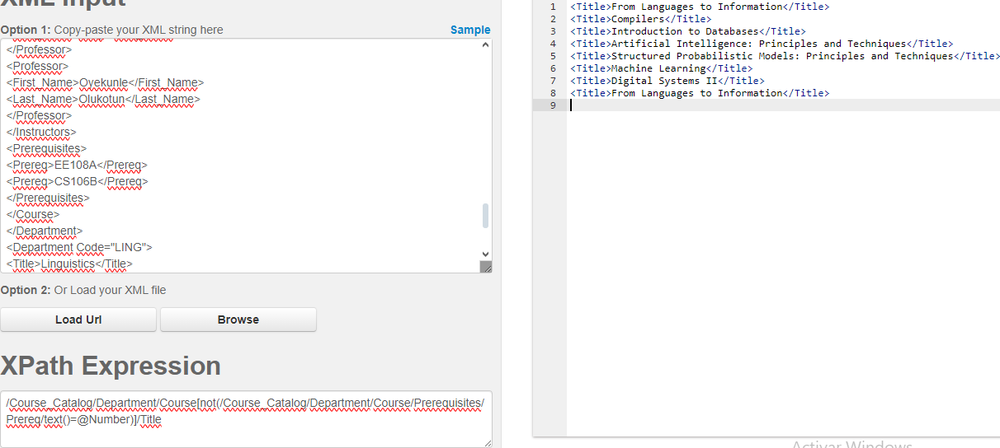 XML Input
Option 1: Copy-paste your XML string here
Sample
</Professor>
<Professor>
<First_Name>Oyekunle</First_Name>
<Last_Name>Olukotun</Last_Name>
</Professor>
</Instructors>
<Prerequisites>
<Prereq>EE108A</Prereq>
<Prereq>CS106B</Prereq>
</Prerequisites>
</Course>
</Department>
<Department Code="LING">
<Title>Linguistics</Title>
Option 2: Or Load your XML file
Load Url
Browse
XPath Expression
/Course_Catalog/Department/Course[not(/Course_Catalog/Department/Course/Prerequisites/
Prereq/text()=@Number)]/Title
1 <Title>From Languages to Information</Title>
2 <Title>Compilers</Title>
3 <Title>Introduction to Databases</Title>
4 <Title>Artificial Intelligence: Principles and Techniques</Title>
5 <Title>Structured Probabilistic Models: Principles and Techniques</Title>
6 <Title>Machine Learning</Title>
7 <Title>Digital Systems II</Title>
8 <Title>From Languages to Information</Title>
9
Activar Windows